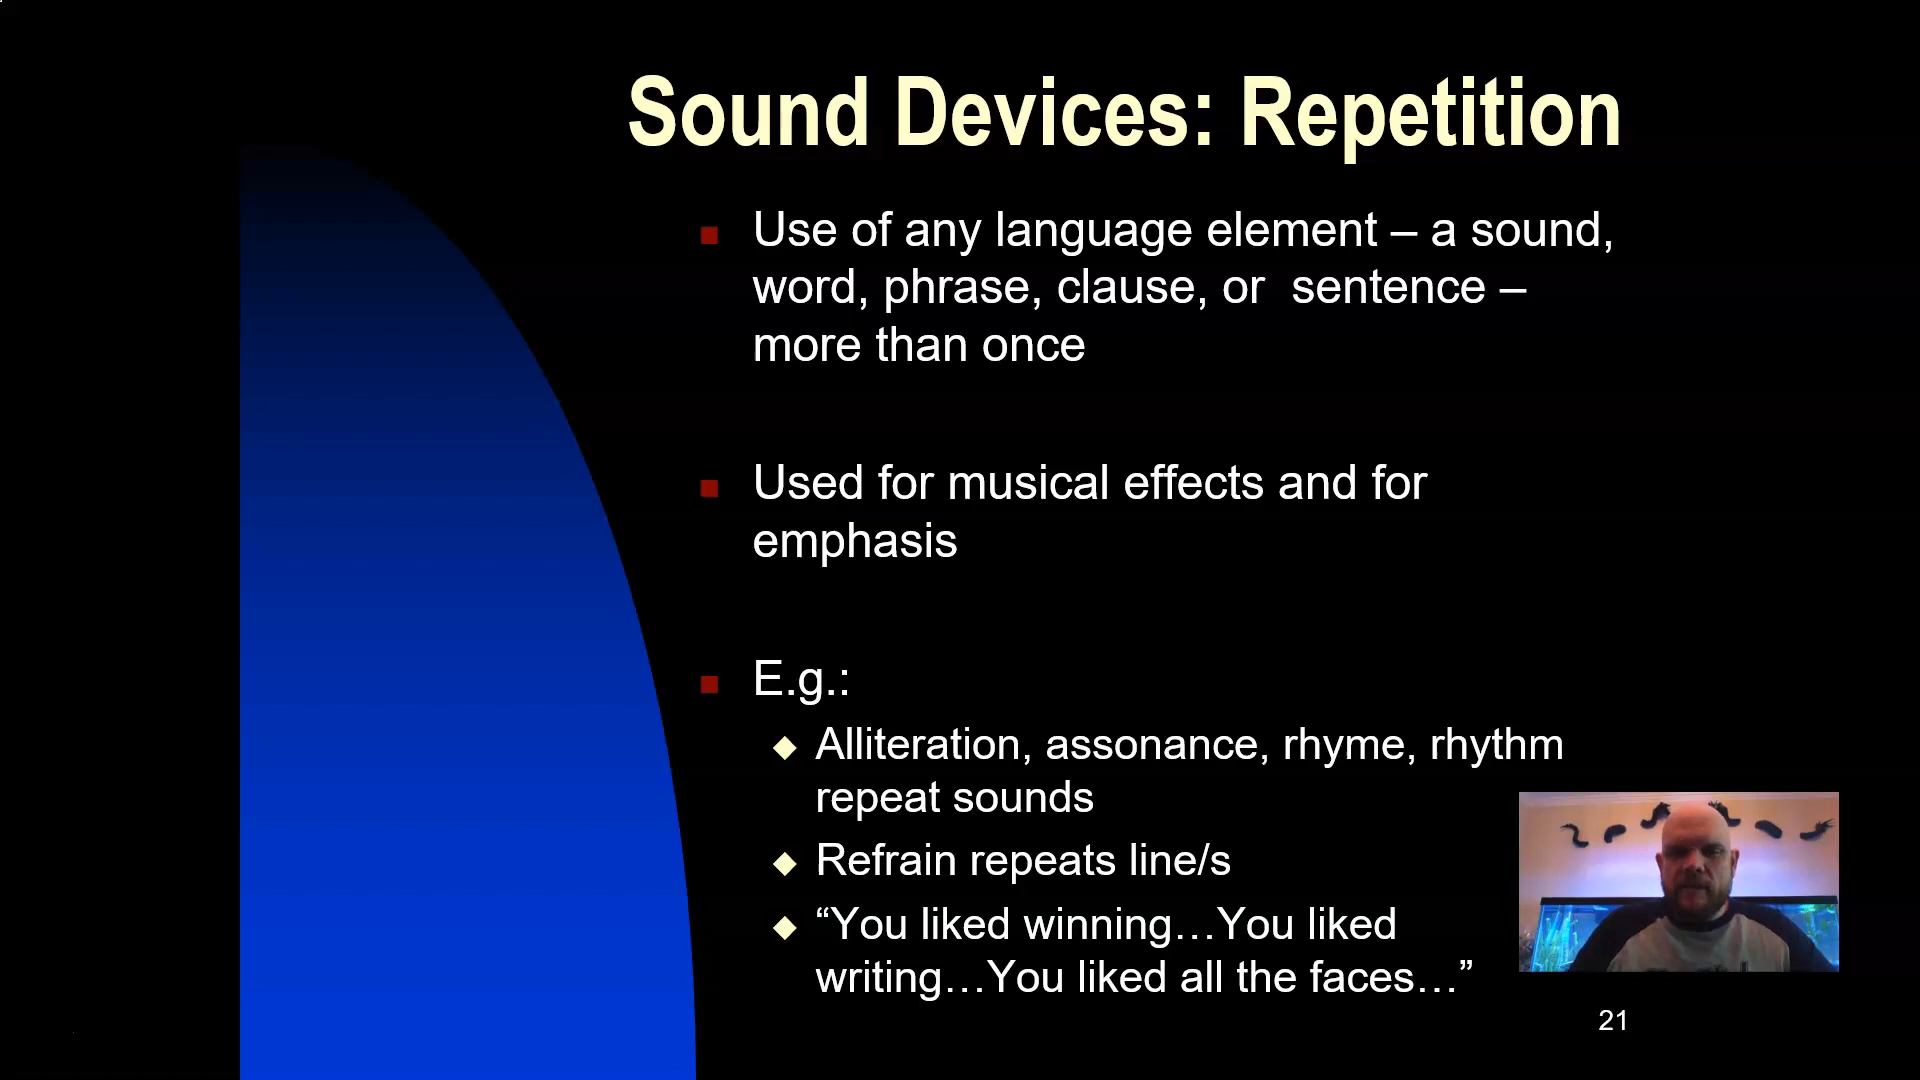 Sound Devices: Repetition
Use of any language element – a sound,
word, phrase, clause, or  sentence –
more than once
Used for musical effects and for
emphasis
E.g.:
Alliteration, assonance, rhyme, rhythm
repeat sounds
Refrain repeats line/s
“You liked winning…You liked
writing…You liked all the faces…”
21